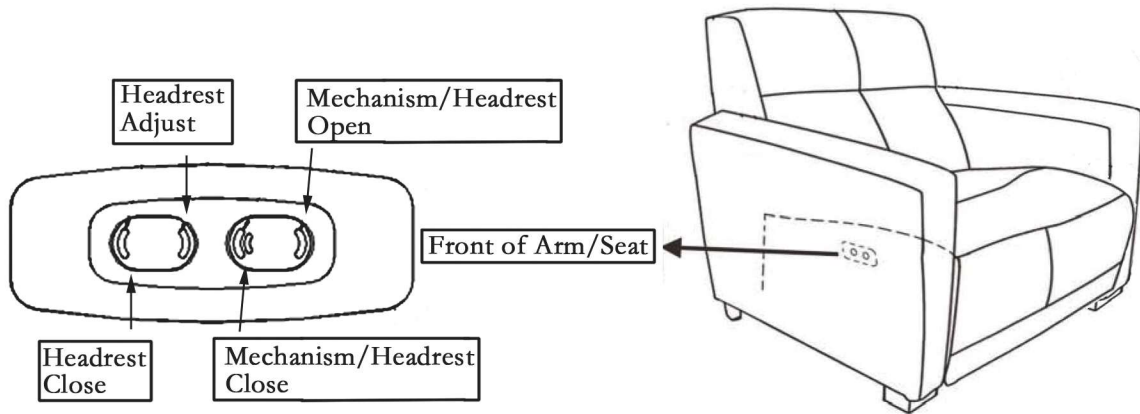 Headrest
Adjust
Mechanism/Headrest
Open
Front of Arm/Seat
Headrest
Close
Mechanism/Headrest
Close